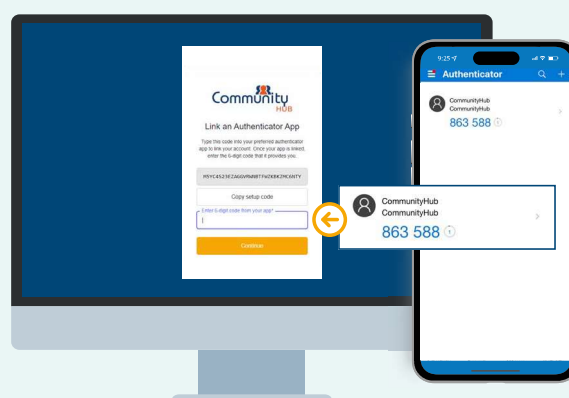 Community
HUB
Link an Authenticator App
Type this code into your preferred authenticator
app to link your account. Once your app is linked,
enter the 6-digit code that it provides you.
Copy setup code
Enter 6-digit code from your app*
Continue
9:25
Authenticator
CommunityHub
CommunityHub
863 588
CommunityHub
CommunityHub
863 588